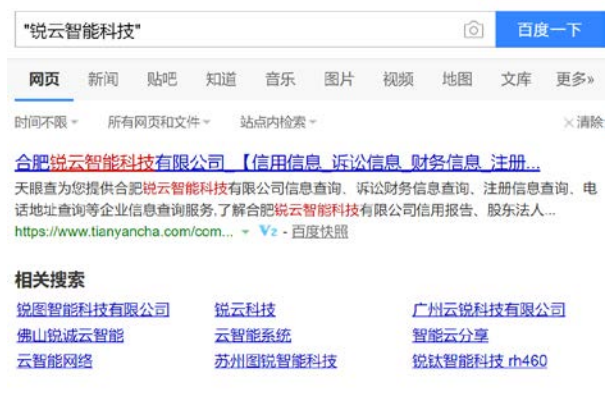 "锐云智能科技" 百度一下
网页 新闻 贴吧 知道 音乐 图片 视频 地图 文库 更多»
时间不限 所有网页和文件 站点内检索 ×清除
合肥锐云智能科技有限公司_【信用信息_诉讼信息_财务信息_注册...
天眼查为您提供合肥锐云智能科技有限公司信息查询、诉讼财务信息查询、注册信息查询、电
话地址查询等企业信息查询服务,了解合肥锐云智能科技有限公司信用报告、股东法人...
https://www.tianyancha.com/com... V2 - 百度快照
相关搜索
锐图智能科技有限公司 锐云科技 广州云锐科技有限公司
佛山锐诚云智能 云智能系统 智能云分享
云智能网络 苏州图锐智能科技 锐钛智能科技 rh460